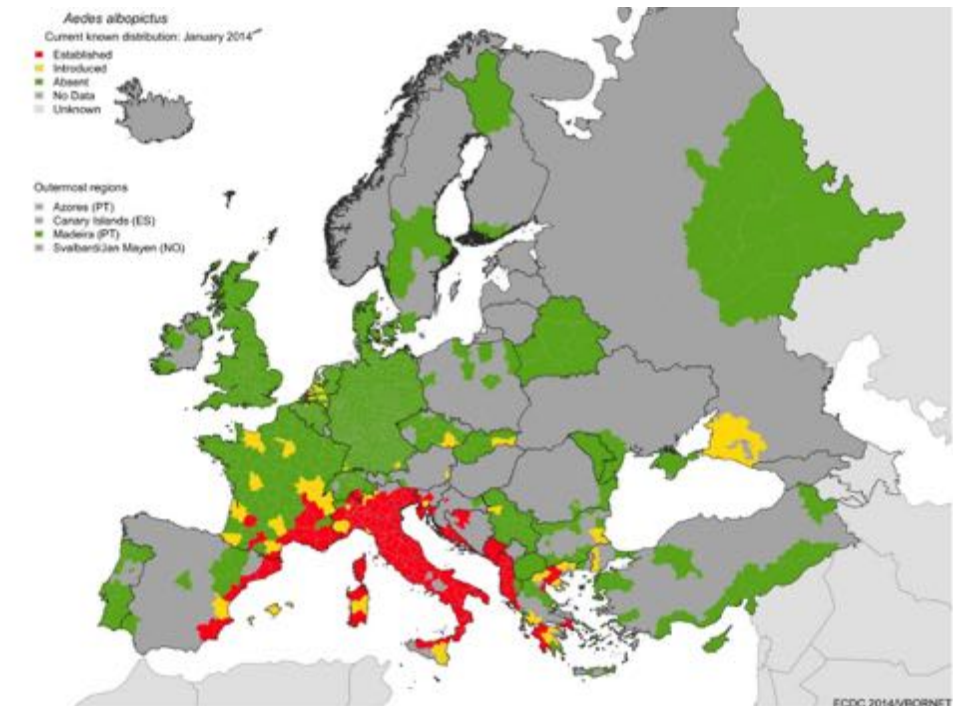 Aedes albopictus
Current known distribution: January 2014
Established
Introduced
Absent
No Data
Unknown
Outermost regions
Azores (PT)
Canary Islands (ES)
Madeira (PT)
Svalbard/Jan Mayen (NO)
ECDC 2014/VBORNET